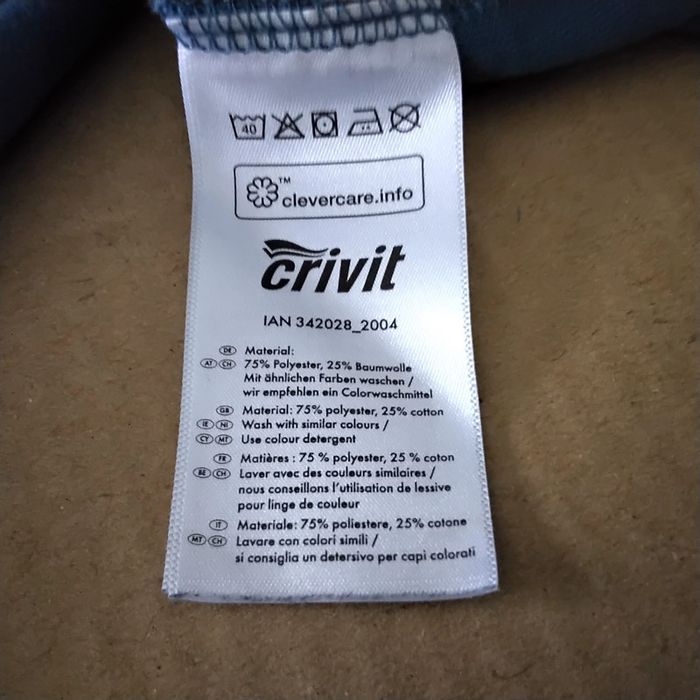 40
™
clevercare.info
crivit
IAN 342028_2004
DE Material:
AT CH 75% Polyester, 25% Baumwolle
Mit ähnlichen Farben waschen /
wir empfehlen ein Colorwaschmittel
GB Material: 75% polyester, 25% cotton
IE NI Wash with similar colours /
CY MT Use colour detergent
FR Matières : 75 % polyester, 25 % coton
BE CH Laver avec des couleurs similaires /
nous conseillons l'utilisation de lessive
pour linge de couleur
IT Materiale: 75% poliestere, 25% cotone
MT CH Lavare con colori simili /
si consiglia un detersivo per capi colorati